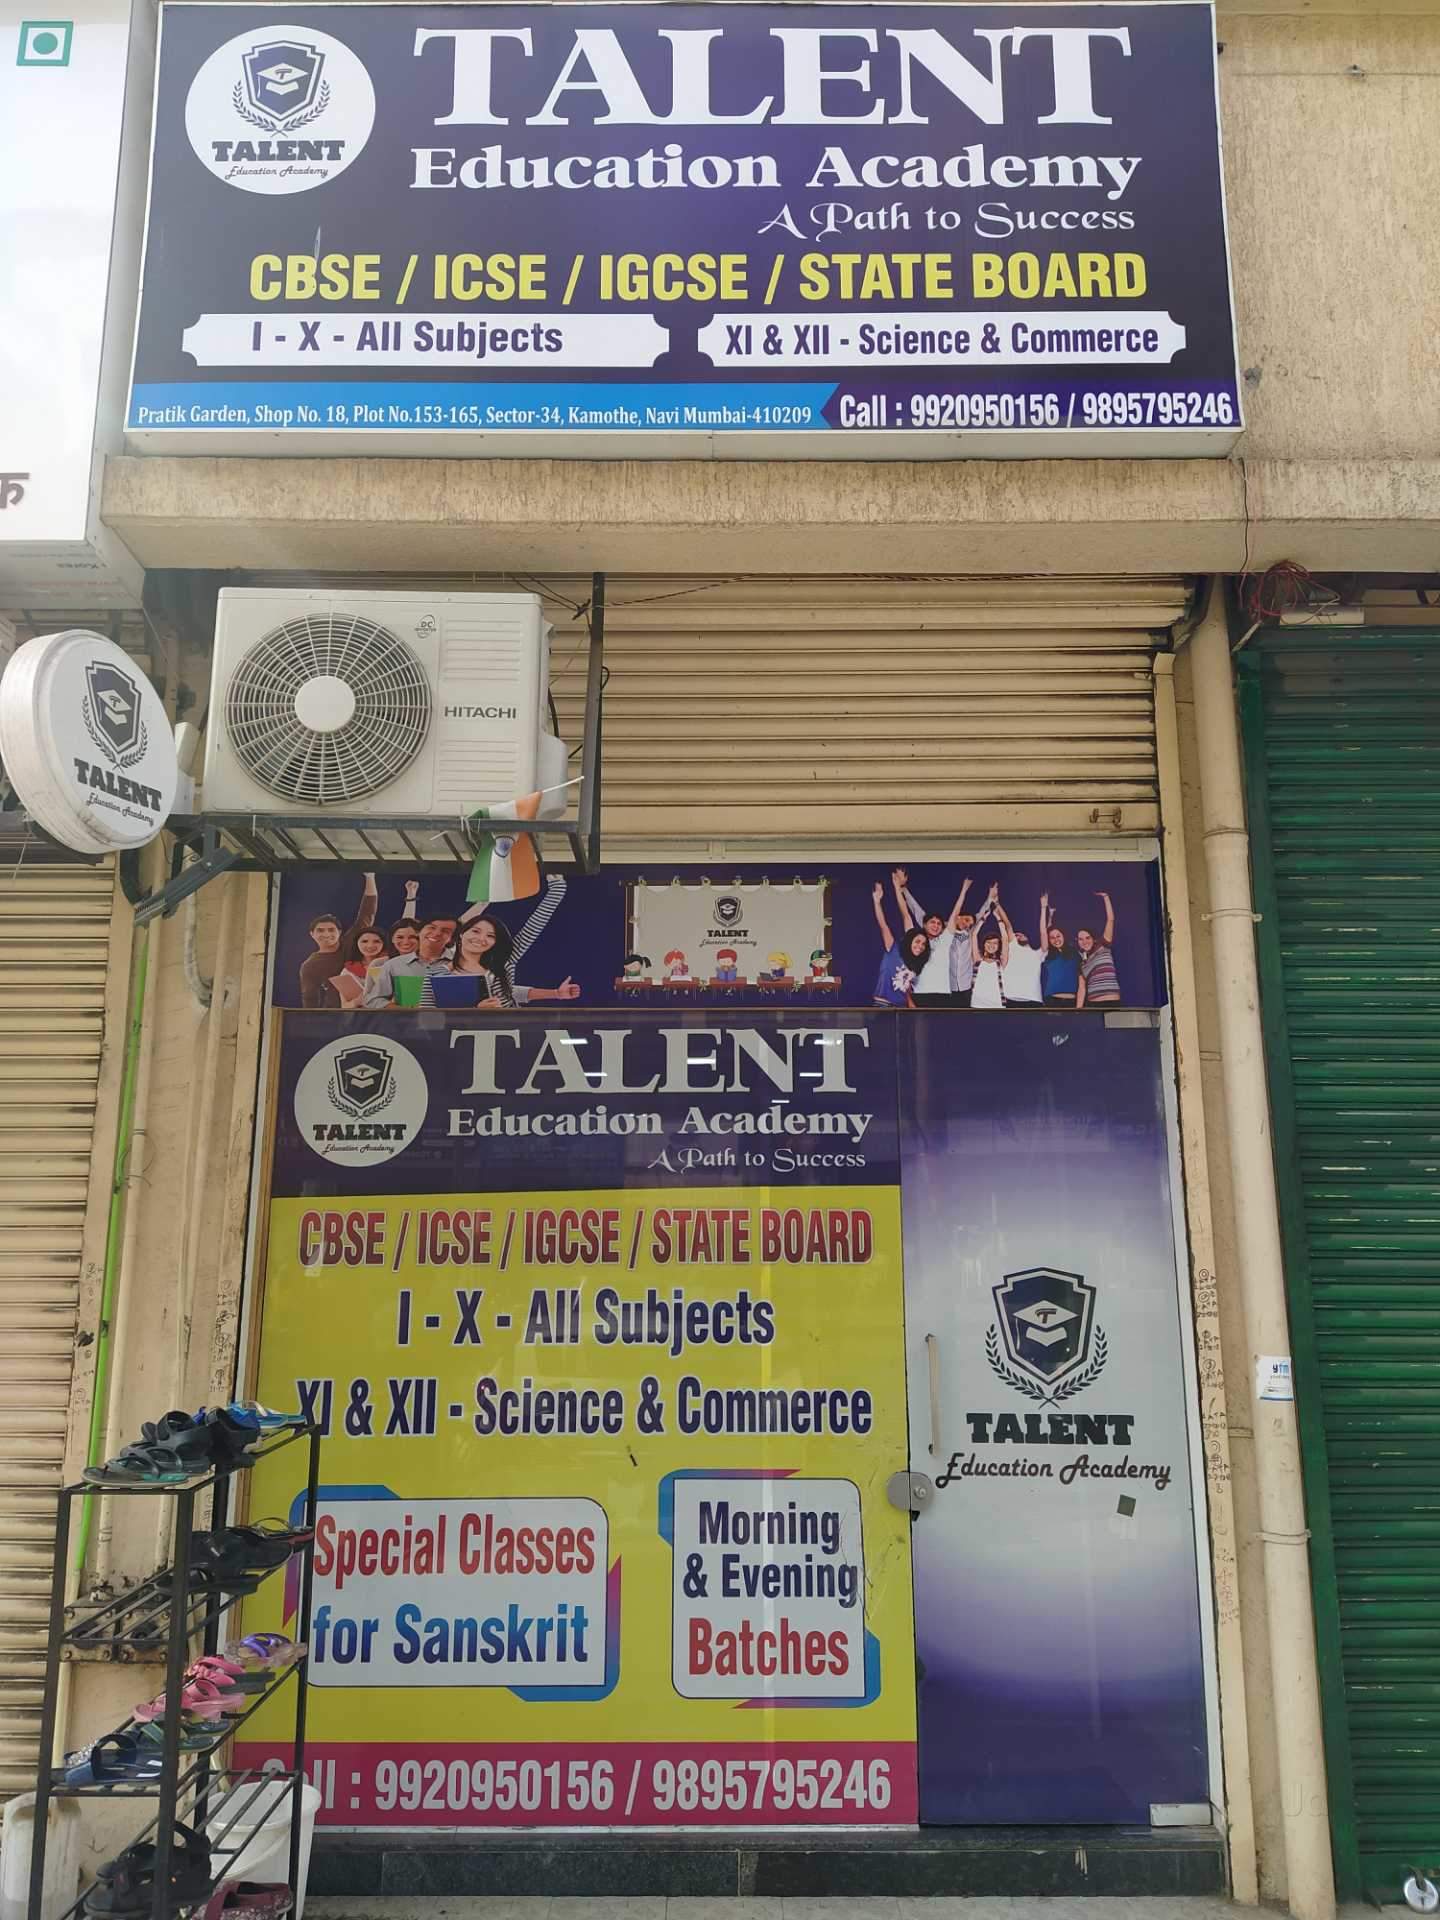 TALENT
Education Academy
TALENT
Education Academy
A Path to Success
CBSE / ICSE / IGCSE / STATE BOARD
I - X - All Subjects
XI & XII - Science & Commerce
Pratik Garden, Shop No. 18, Plot No.153-165, Sector-34, Kamothe, Navi Mumbai-410209
Call : 9920950156 / 9895795246
क
DC
HITACHI
TALENT
Education Academy
TALENT
Education Academy
TALENT
Education Academy
TALENT
Education Academy
A Path to Success
CBSE / ICSE / IGCSE / STATE BOARD
I - X - All Subjects
XI & XII - Science & Commerce
TALENT
Education Academy
Special Classes
for Sanskrit
Morning
& Evening
Batches
Call : 9920950156 / 9895795246